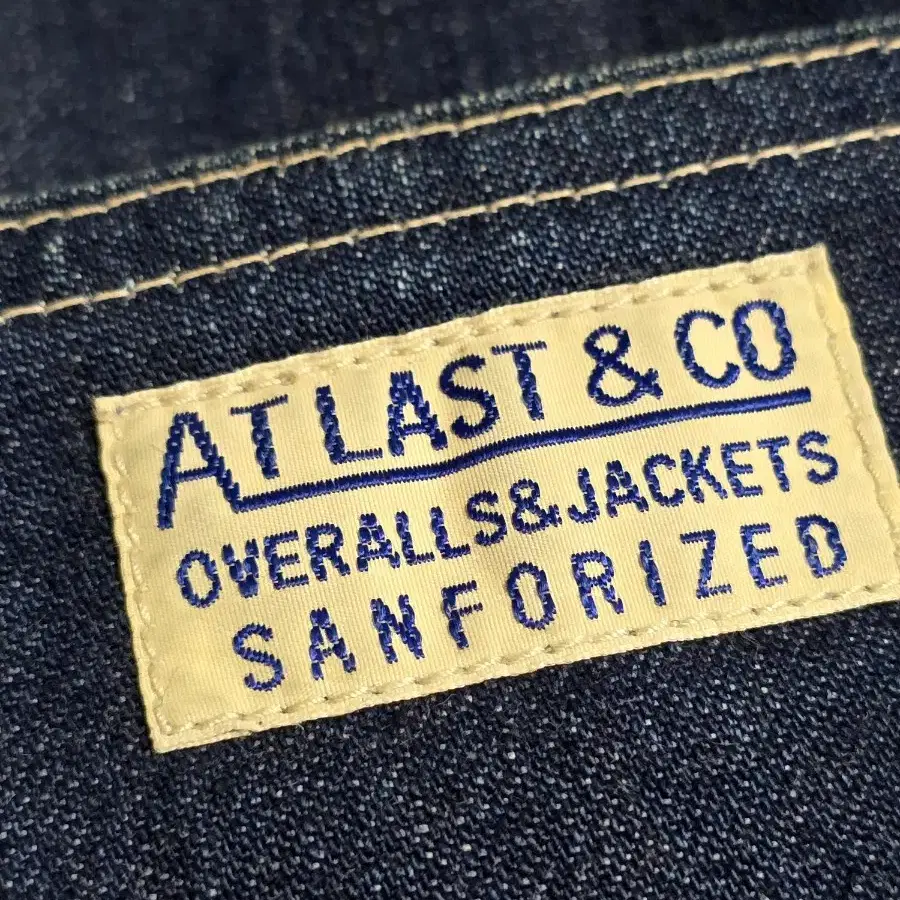 AT LAST & CO
OVERALLS&JACKETS
SANFORIZED